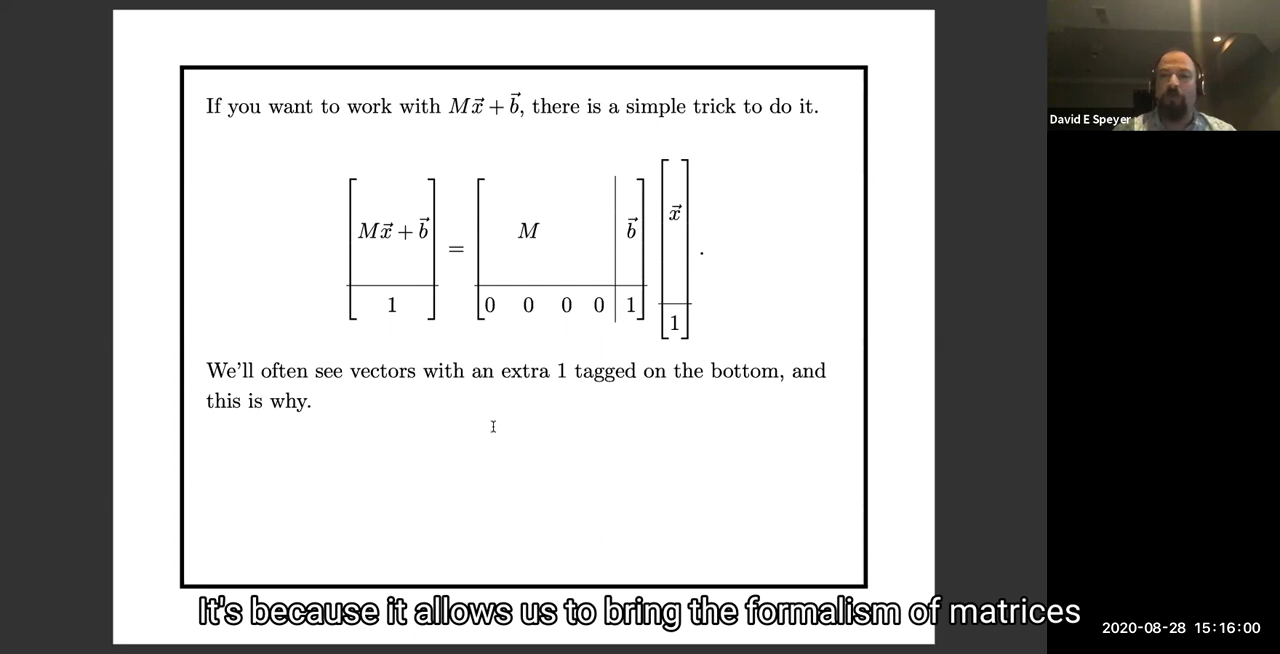 If you want to work with Mx⃗ + b⃗, there is a simple trick to do it.
Mx⃗ + b⃗
1
=
M b⃗
0 0 0 0 1
x⃗
1
.
We'll often see vectors with an extra 1 tagged on the bottom, and
this is why.
It's because it allows us to bring the formalism of matrices
David E Speyer
2020-08-28 15:16:00